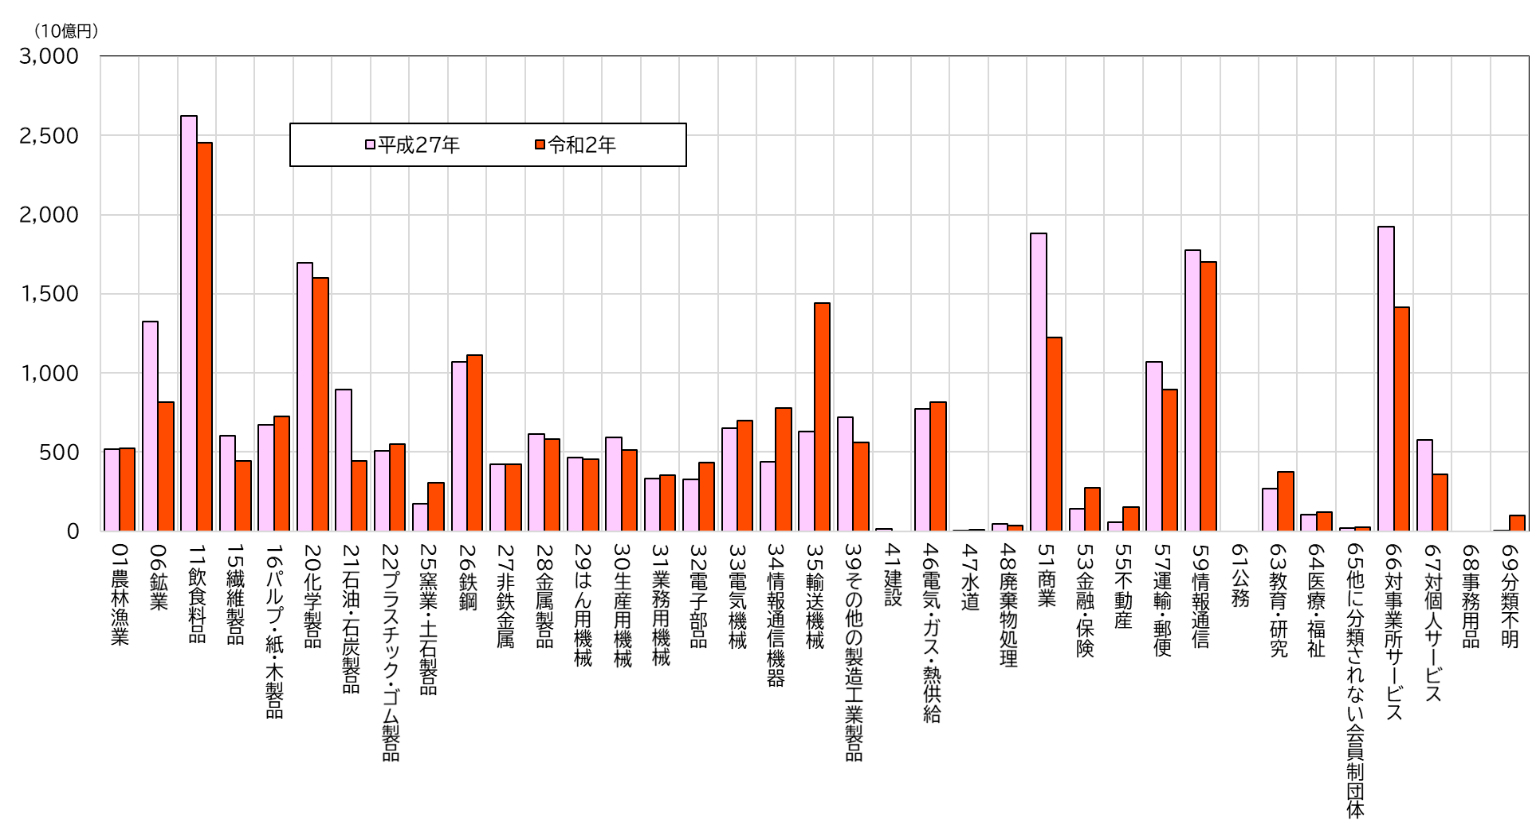 （10億円）
3,000
2,500
2,000
1,500
1,000
500
0
平成27年
令和2年
01農林漁業
06鉱業
11飲食料品
15繊維製品
16パルプ・紙・木製品
20化学製品
21石油・石炭製品
22プラスチック・ゴム製品
25窯業・土石製品
26鉄鋼
27非鉄金属
28金属製品
29はん用機械
30生産用機械
31業務用機械
32電子部品
33電気機械
34情報通信機器
35輸送機械
39その他の製造工業製品
41建設
46電気・ガス・熱供給
47水道
48廃棄物処理
51商業
53金融・保険
55不動産
57運輸・郵便
59情報通信
61公務
63教育・研究
64医療・福祉
65他に分類されない会員制団体
66対事業所サービス
67対個人サービス
68事務用品
69分類不明